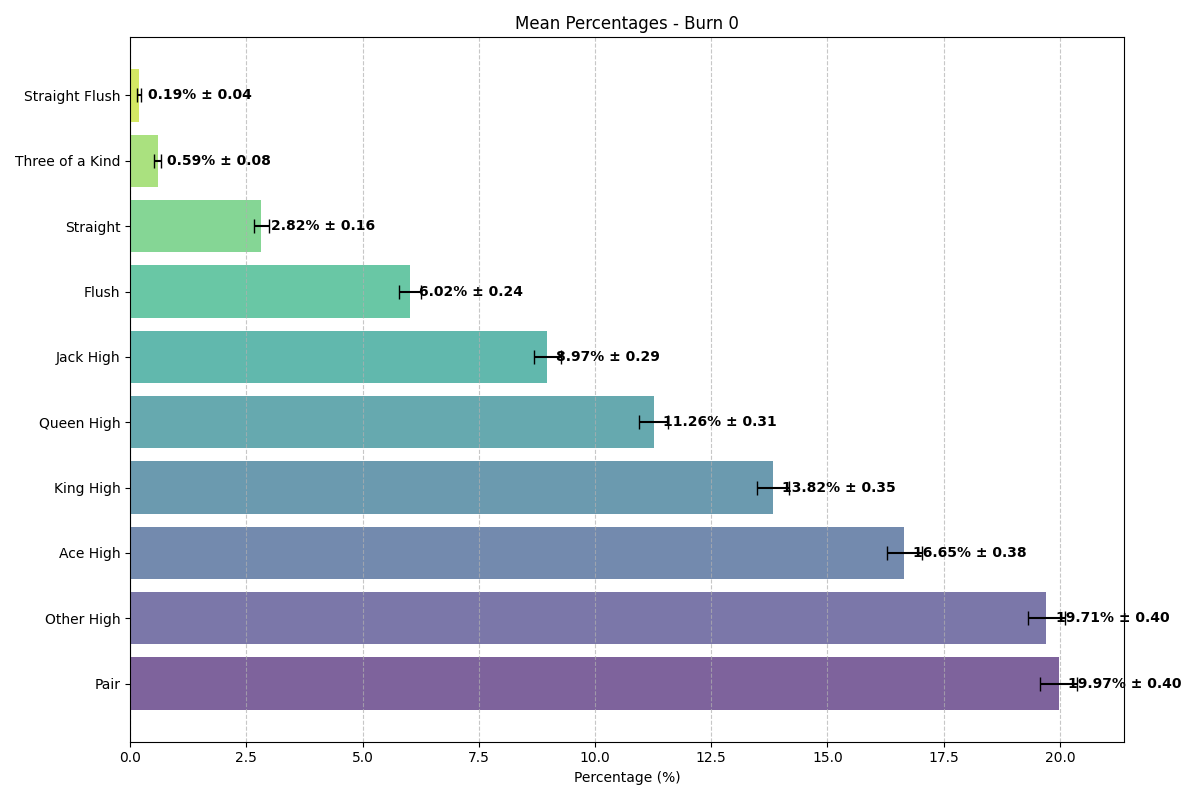 Mean Percentages - Burn 0
Straight Flush 0.19% ± 0.04
Three of a Kind 0.59% ± 0.08
Straight 2.82% ± 0.16
Flush 6.02% ± 0.24
Jack High 8.97% ± 0.29
Queen High 11.26% ± 0.31
King High 13.82% ± 0.35
Ace High 16.65% ± 0.38
Other High 19.71% ± 0.40
Pair 19.97% ± 0.40
0.0 2.5 5.0 7.5 10.0 12.5 15.0 17.5 20.0
Percentage (%)